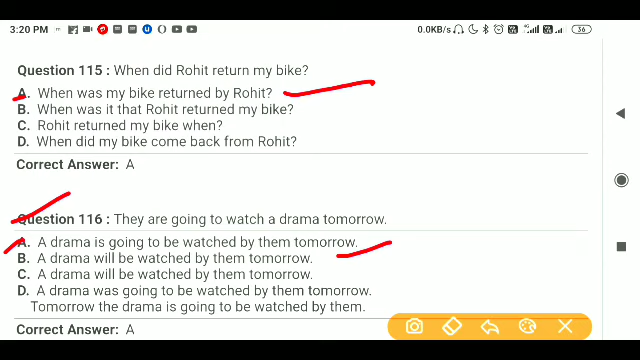 3:20 PM
0.0KB/s
36
Question 115 : When did Rohit return my bike?
A. When was my bike returned by Rohit?
B. When was it that Rohit returned my bike?
C. Rohit returned my bike when?
D. When did my bike come back from Rohit?
Correct Answer: A
Question 116 : They are going to watch a drama tomorrow.
A. A drama is going to be watched by them tomorrow.
B. A drama will be watched by them tomorrow.
C. A drama will be watched by them tomorrow.
D. A drama was going to be watched by them tomorrow.
Tomorrow the drama is going to be watched by them.
Correct Answer: A